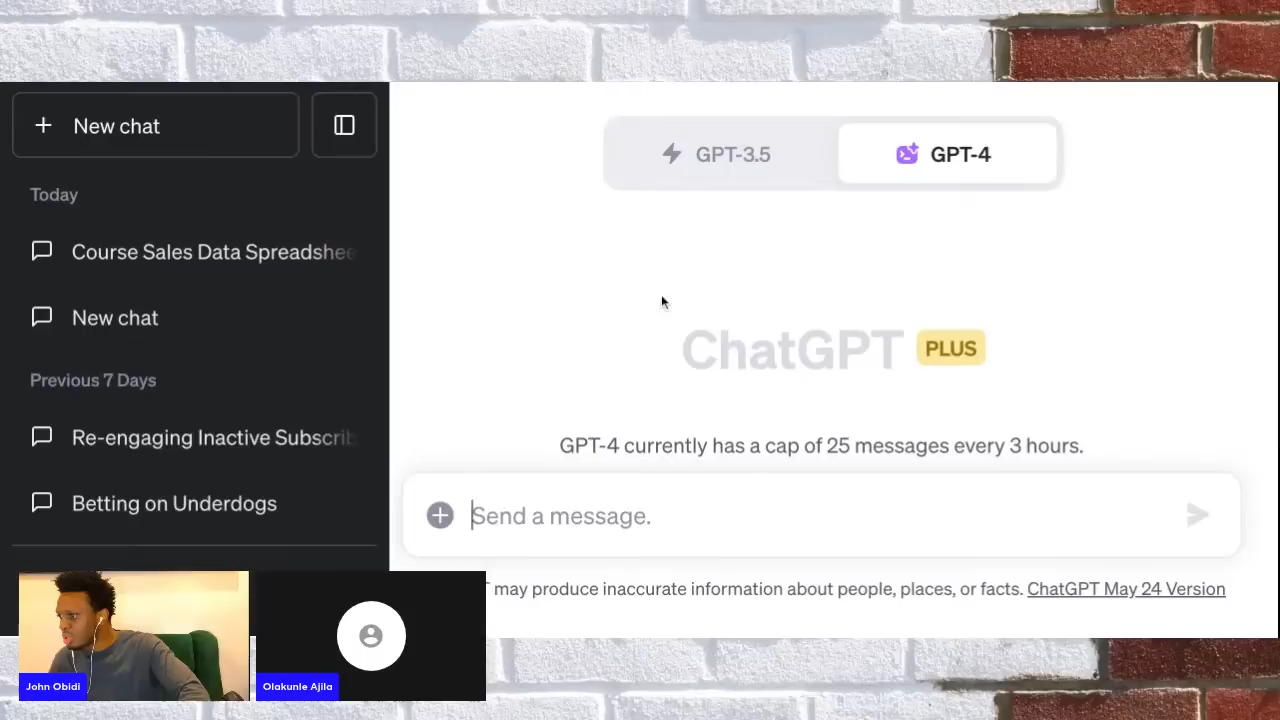 New chat
Today
Course Sales Data Spreadshee
New chat
Previous 7 Days
Re-engaging Inactive Subscrib
Betting on Underdogs
GPT-3.5
GPT-4
ChatGPT PLUS
GPT-4 currently has a cap of 25 messages every 3 hours.
Send a message.
may produce inaccurate information about people, places, or facts. ChatGPT May 24 Version
John Obidi
Olakunle Ajila